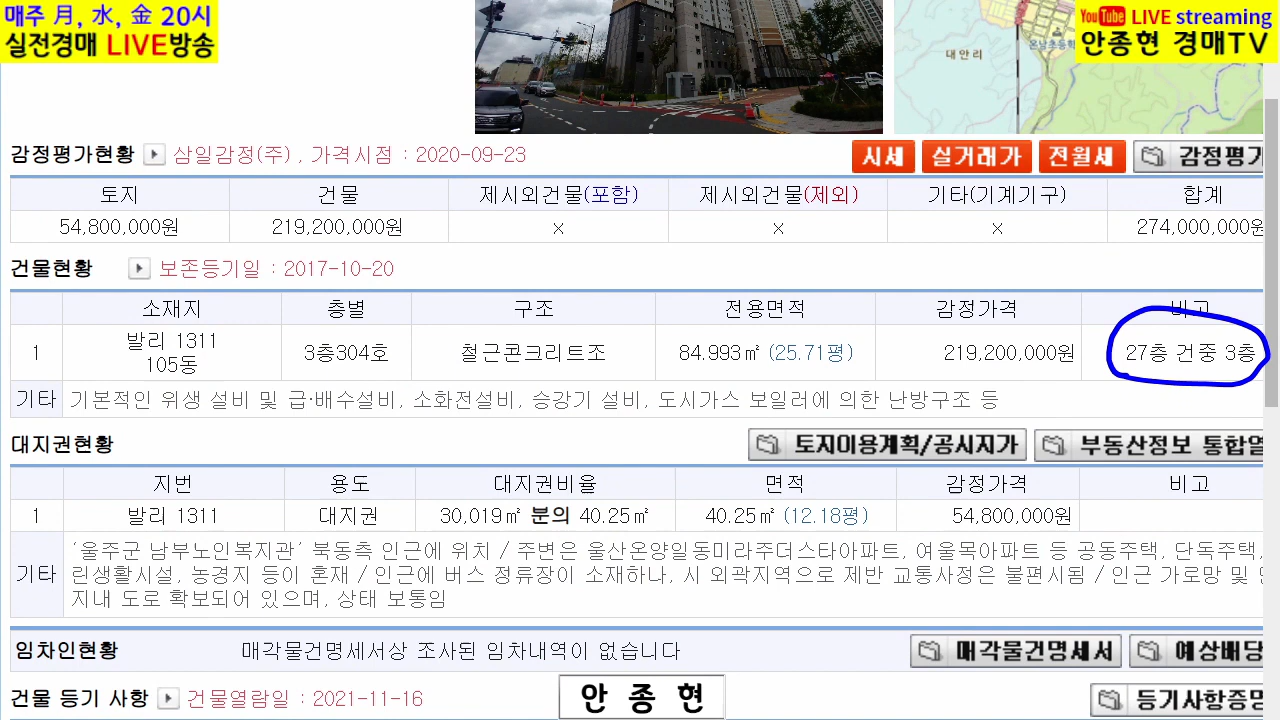 매주 月, 水, 金 20시
실전경매 LIVE방송
YouTube LIVE streaming
안종현 경매TV
대안리
온남초등학
감정평가현황 삼일감정(주) , 가격시점 : 2020-09-23
시세 실거래가 전월세 감정평가
토지 건물 제시외건물(포함) 제시외건물(제외) 기타(기계기구) 합계
54,800,000원 219,200,000원 x x x 274,000,000원
건물현황 보존등기일 : 2017-10-20
소재지 층별 구조 전용면적 감정가격 비고
1 발리 1311 105동 3층304호 철근콘크리트조 84.993㎡ (25.71평) 219,200,000원 27층 건중 3층
기타 기본적인 위생 설비 및 급·배수설비, 소화전설비, 승강기 설비, 도시가스 보일러에 의한 난방구조 등
대지권현황 토지이용계획/공시지가 부동산정보 통합열
지번 용도 대지권비율 면적 감정가격 비고
1 발리 1311 대지권 30,019㎡ 분의 40.25㎡ 40.25㎡ (12.18평) 54,800,000원
기타 '울주군 남부노인복지관' 북동측 인근에 위치 / 주변은 울산온양일동미라주더스타아파트, 여울목아파트 등 공동주택, 단독주택,
린생활시설, 농경지 등이 혼재 / 인근에 버스 정류장이 소재하나, 시 외곽지역으로 제반 교통사정은 불편시됨 / 인근 가로망 및
지내 도로 확보되어 있으며, 상태 보통임
임차인현황 매각물건명세서상 조사된 임차내역이 없습니다 매각물건명세서 예상배당
건물 등기 사항 건물열람일 : 2021-11-16 등기사항증명
안 종 현